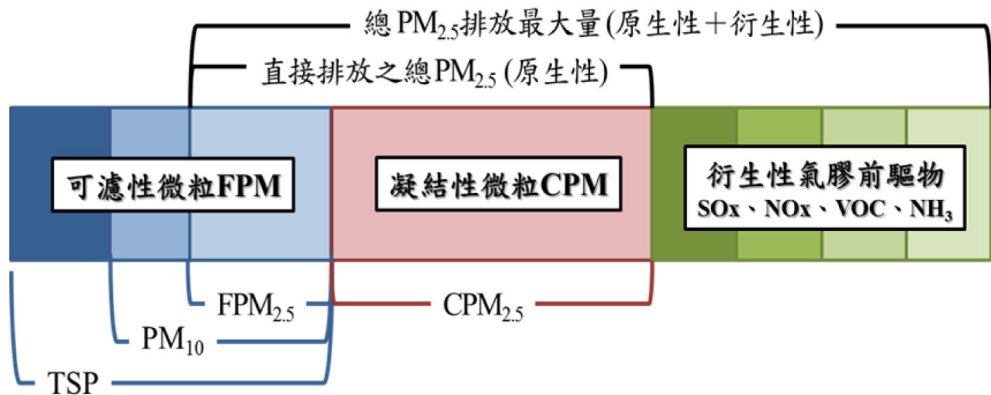 總PM2.5排放最大量(原生性＋衍生性)
直接排放之總PM2.5(原生性)
可濾性微粒FPM
凝結性微粒CPM
衍生性氣膠前驅物
SOx、NOx、VOC、NH3
FPM2.5
CPM2.5
PM10
TSP